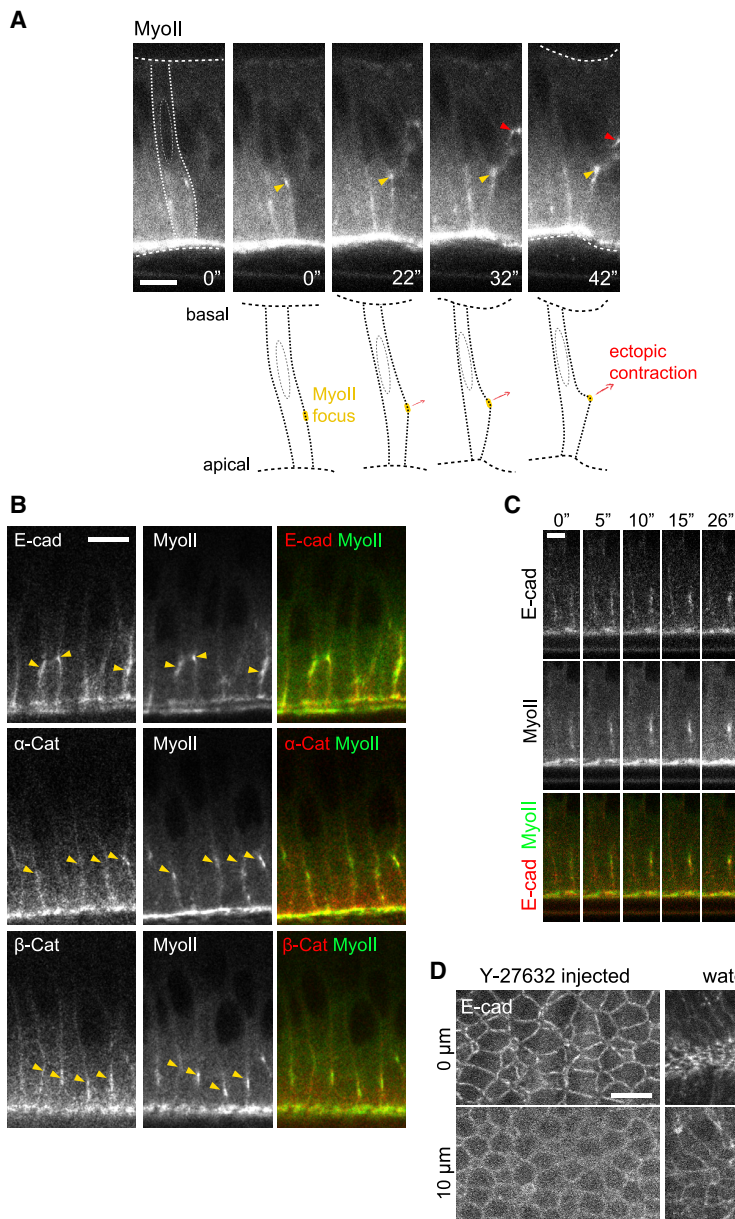 A
MyoII
0”
0”
22”
32”
42”
basal
MyoII
focus
ectopic
contraction
apical
B
E-cad
MyoII
E-cad MyoII
α-Cat
MyoII
α-Cat MyoII
β-Cat
MyoII
β-Cat MyoII
C
0” 5” 10” 15” 26”
E-cad
MyoII
E-cad MyoII
D
Y-27632 injected
E-cad
0 μm
10 μm